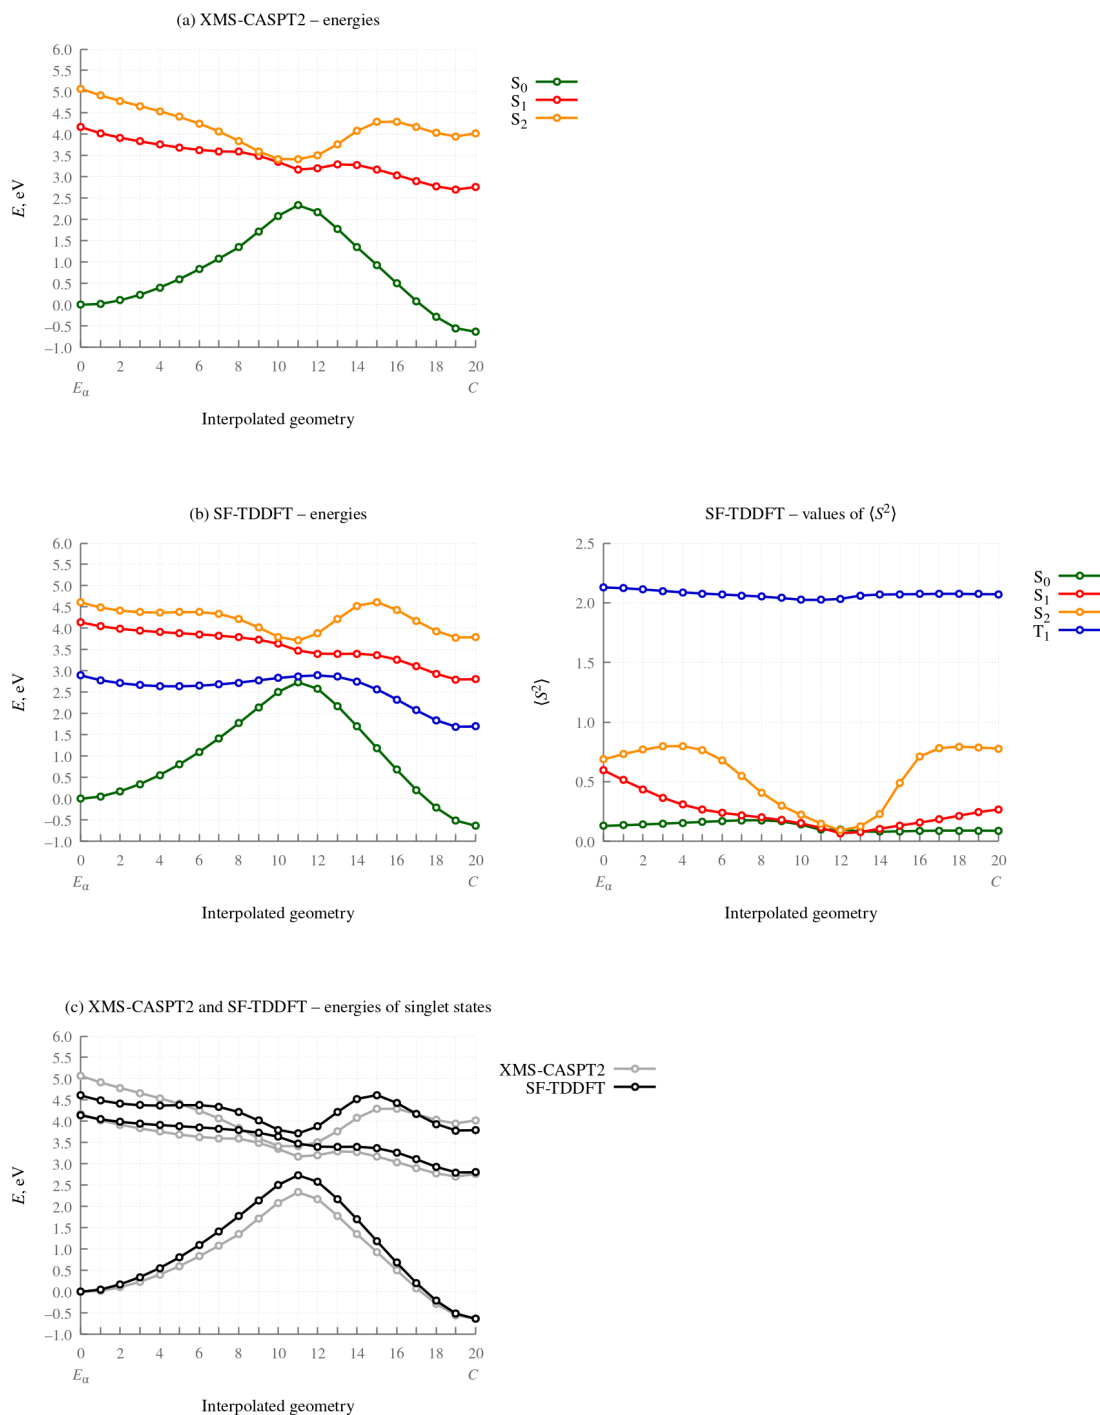 (a) XMS-CASPT2 – energies
6.0
5.5
5.0
4.5
4.0
3.5
3.0
2.5
2.0
1.5
1.0
0.5
0.0
–0.5
–1.0
E, eV
0 2 4 6 8 10 12 14 16 18 20
Eα C
Interpolated geometry
S0
S1
S2
(b) SF-TDDFT – energies
6.0
5.5
5.0
4.5
4.0
3.5
3.0
2.5
2.0
1.5
1.0
0.5
0.0
–0.5
–1.0
E, eV
0 2 4 6 8 10 12 14 16 18 20
Eα C
Interpolated geometry
SF-TDDFT – values of ⟨S²⟩
2.5
2.0
1.5
1.0
0.5
0.0
⟨S²⟩
0 2 4 6 8 10 12 14 16 18 20
Eα C
Interpolated geometry
S0
S1
S2
T1
(c) XMS-CASPT2 and SF-TDDFT – energies of singlet states
6.0
5.5
5.0
4.5
4.0
3.5
3.0
2.5
2.0
1.5
1.0
0.5
0.0
–0.5
–1.0
E, eV
0 2 4 6 8 10 12 14 16 18 20
Eα C
Interpolated geometry
XMS-CASPT2
SF-TDDFT